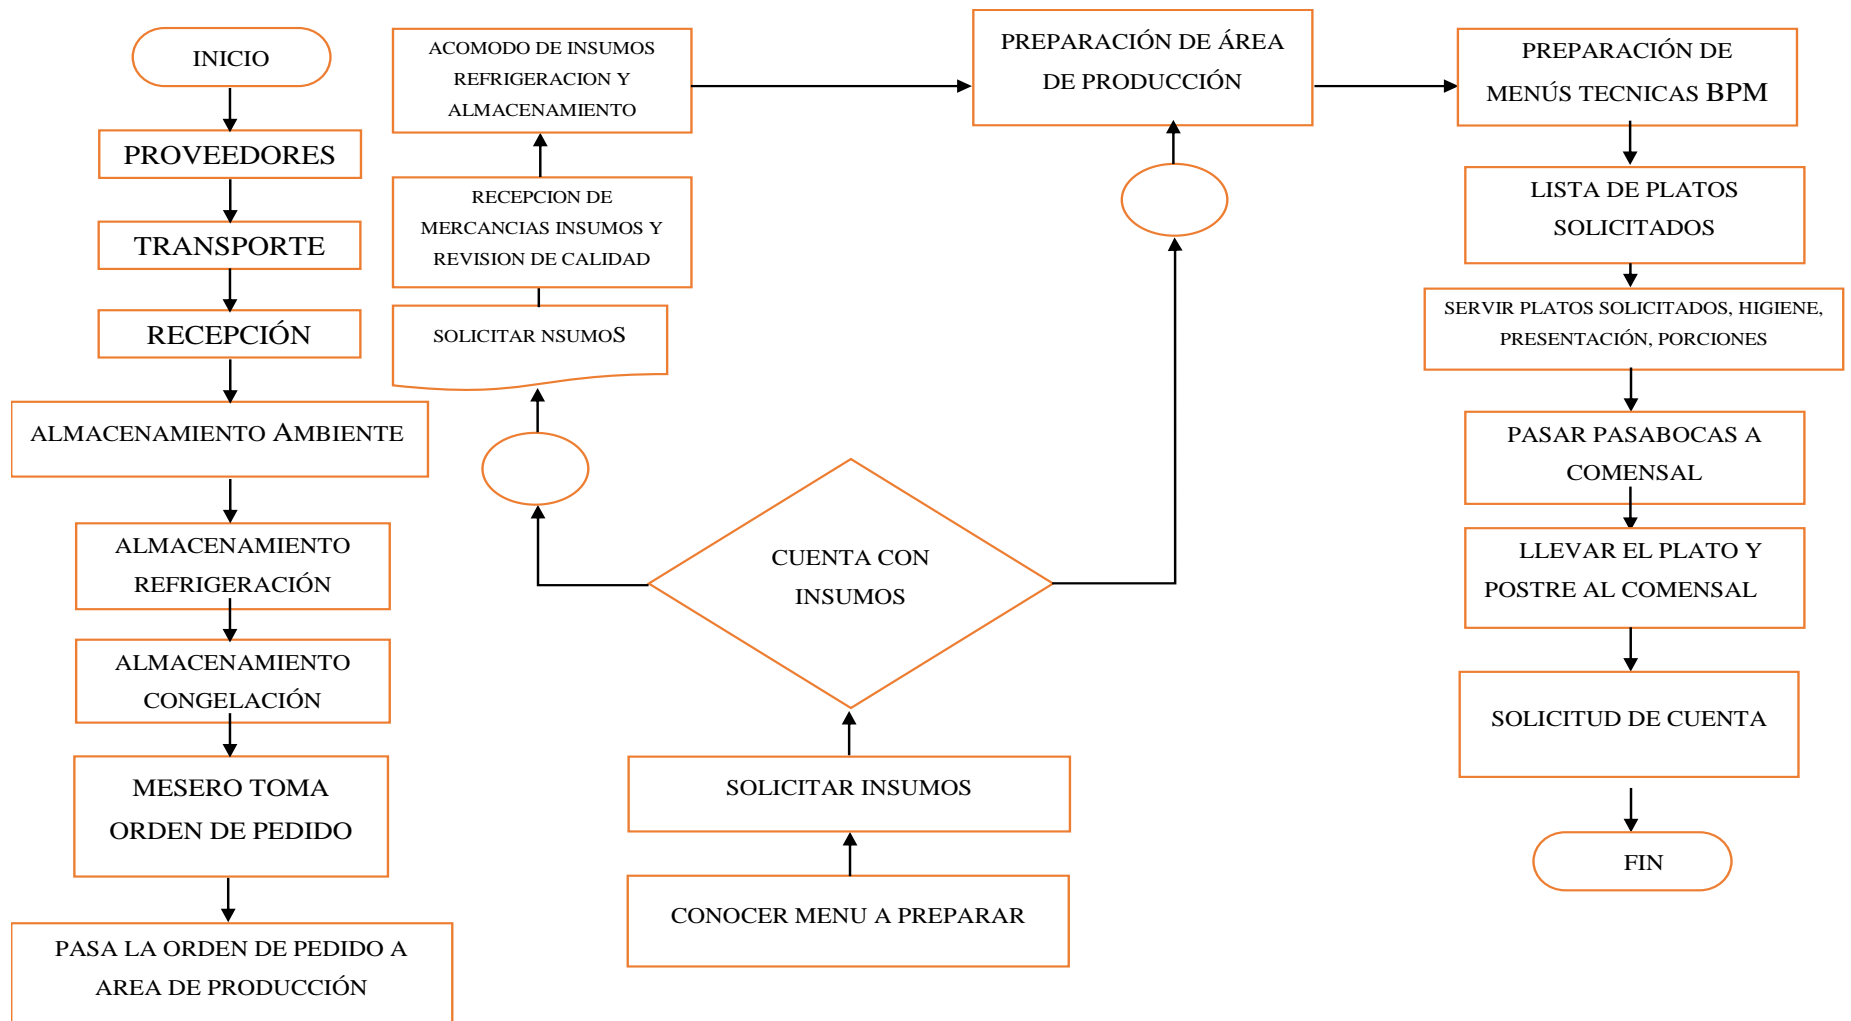 INICIO
PROVEEDORES
TRANSPORTE
RECEPCIÓN
ALMACENAMIENTO AMBIENTE
ALMACENAMIENTO
REFRIGERACIÓN
ALMACENAMIENTO
CONGELACIÓN
MESERO TOMA
ORDEN DE PEDIDO
PASA LA ORDEN DE PEDIDO A
AREA DE PRODUCCIÓN
ACOMODO DE INSUMOS
REFRIGERACION Y
ALMACENAMIENTO
RECEPCION DE
MERCANCIAS INSUMOS Y
REVISION DE CALIDAD
SOLICITAR NSUMOS
CUENTA CON
INSUMOS
SOLICITAR INSUMOS
CONOCER MENU A PREPARAR
PREPARACIÓN DE ÁREA
DE PRODUCCIÓN
PREPARACIÓN DE
MENÚS TECNICAS BPM
LISTA DE PLATOS
SOLICITADOS
SERVIR PLATOS SOLICITADOS, HIGIENE,
PRESENTACIÓN, PORCIONES
PASAR PASABOCAS A
COMENSAL
LLEVAR EL PLATO Y
POSTRE AL COMENSAL
SOLICITUD DE CUENTA
FIN